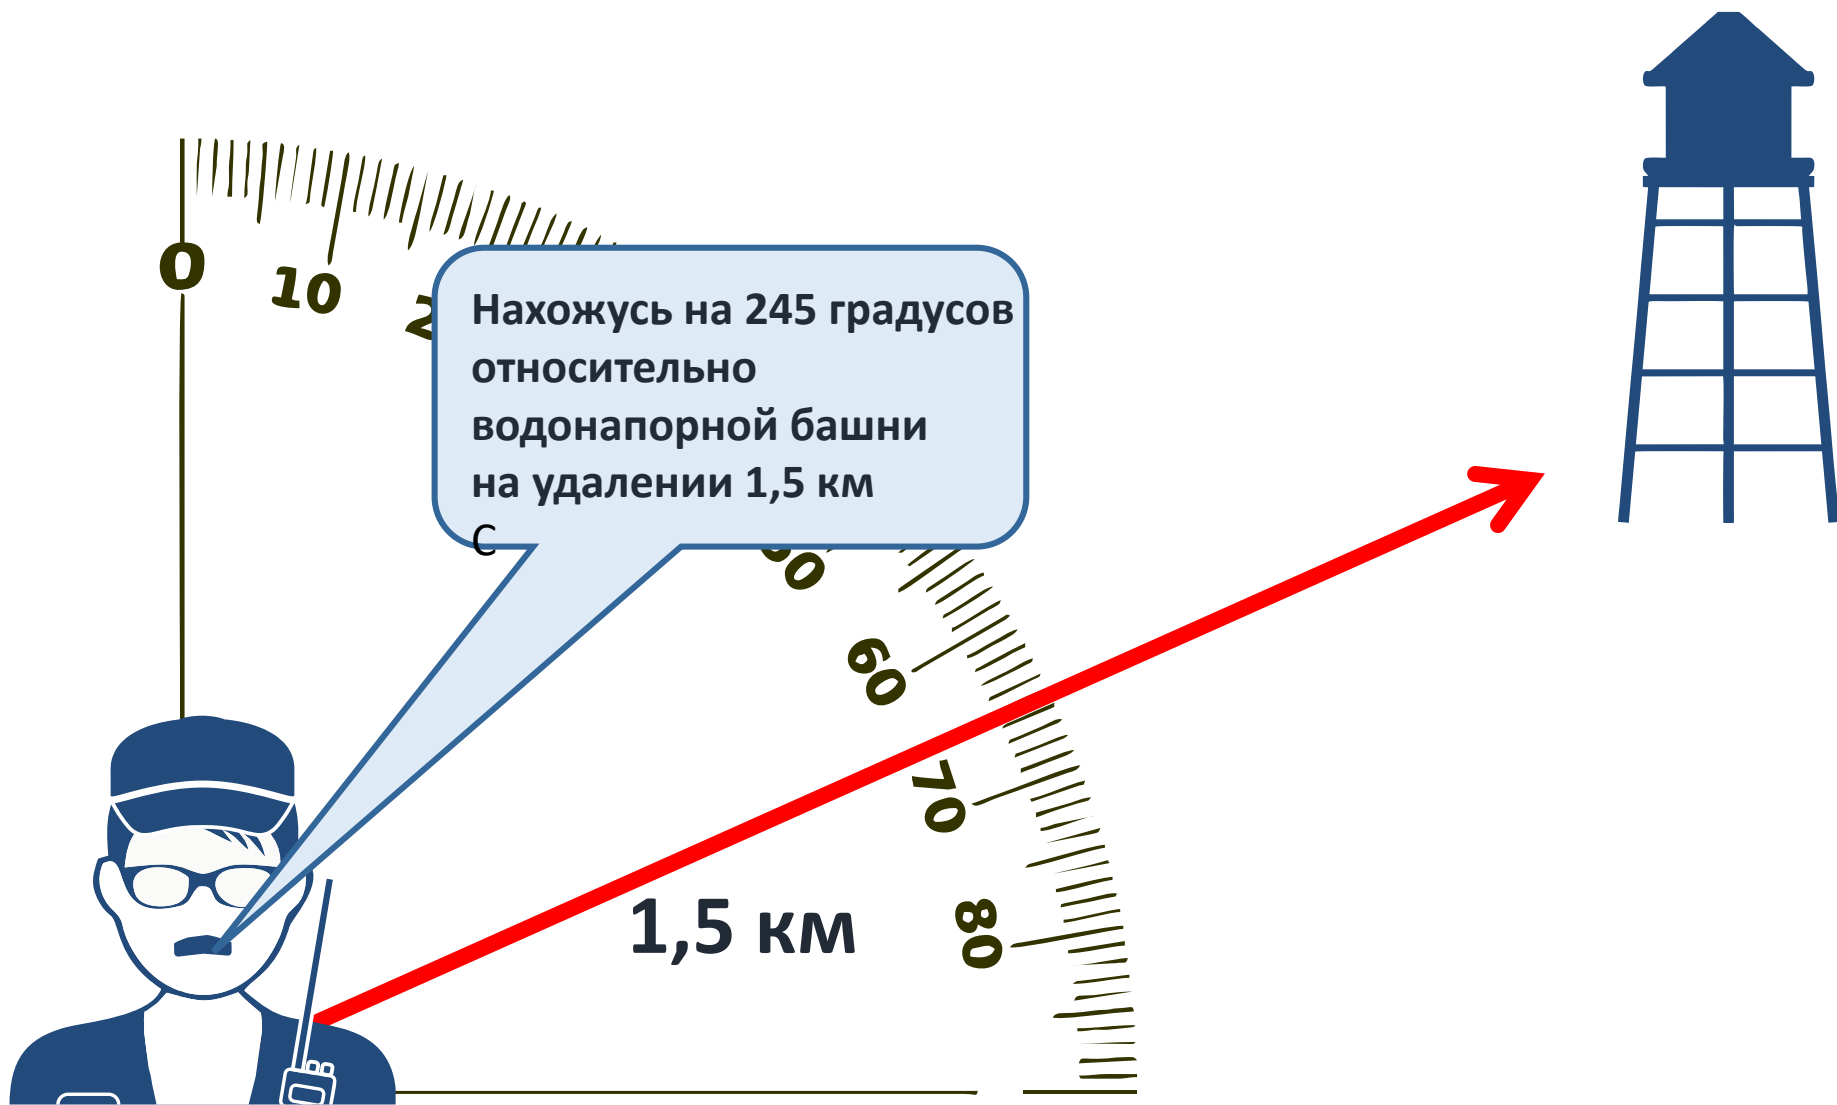 0
10
2
Нахожусь на 245 градусов
относительно
водонапорной башни
на удалении 1,5 км
С
60
70
1,5 км
80